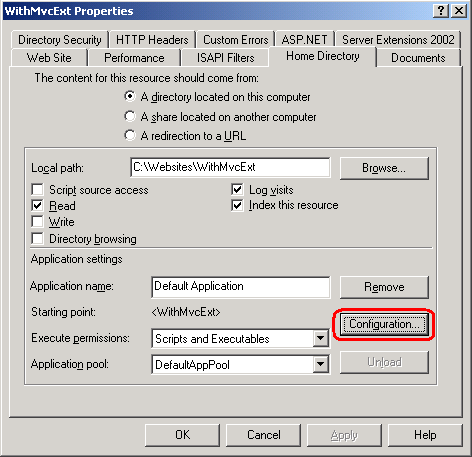 WithMvcExt Properties
Directory Security HTTP Headers Custom Errors ASP.NET Server Extensions 2002
Web Site Performance ISAPI Filters Home Directory Documents
The content for this resource should come from:
A directory located on this computer
A share located on another computer
A redirection to a URL
Local path: C:\Websites\WithMvcExt Browse...
Script source access Log visits
Read Index this resource
Write
Directory browsing
Application settings
Application name: Default Application Remove
Starting point: <WithMvcExt> Configuration...
Execute permissions: Scripts and Executables
Application pool: DefaultAppPool Unload
OK Cancel Apply Help